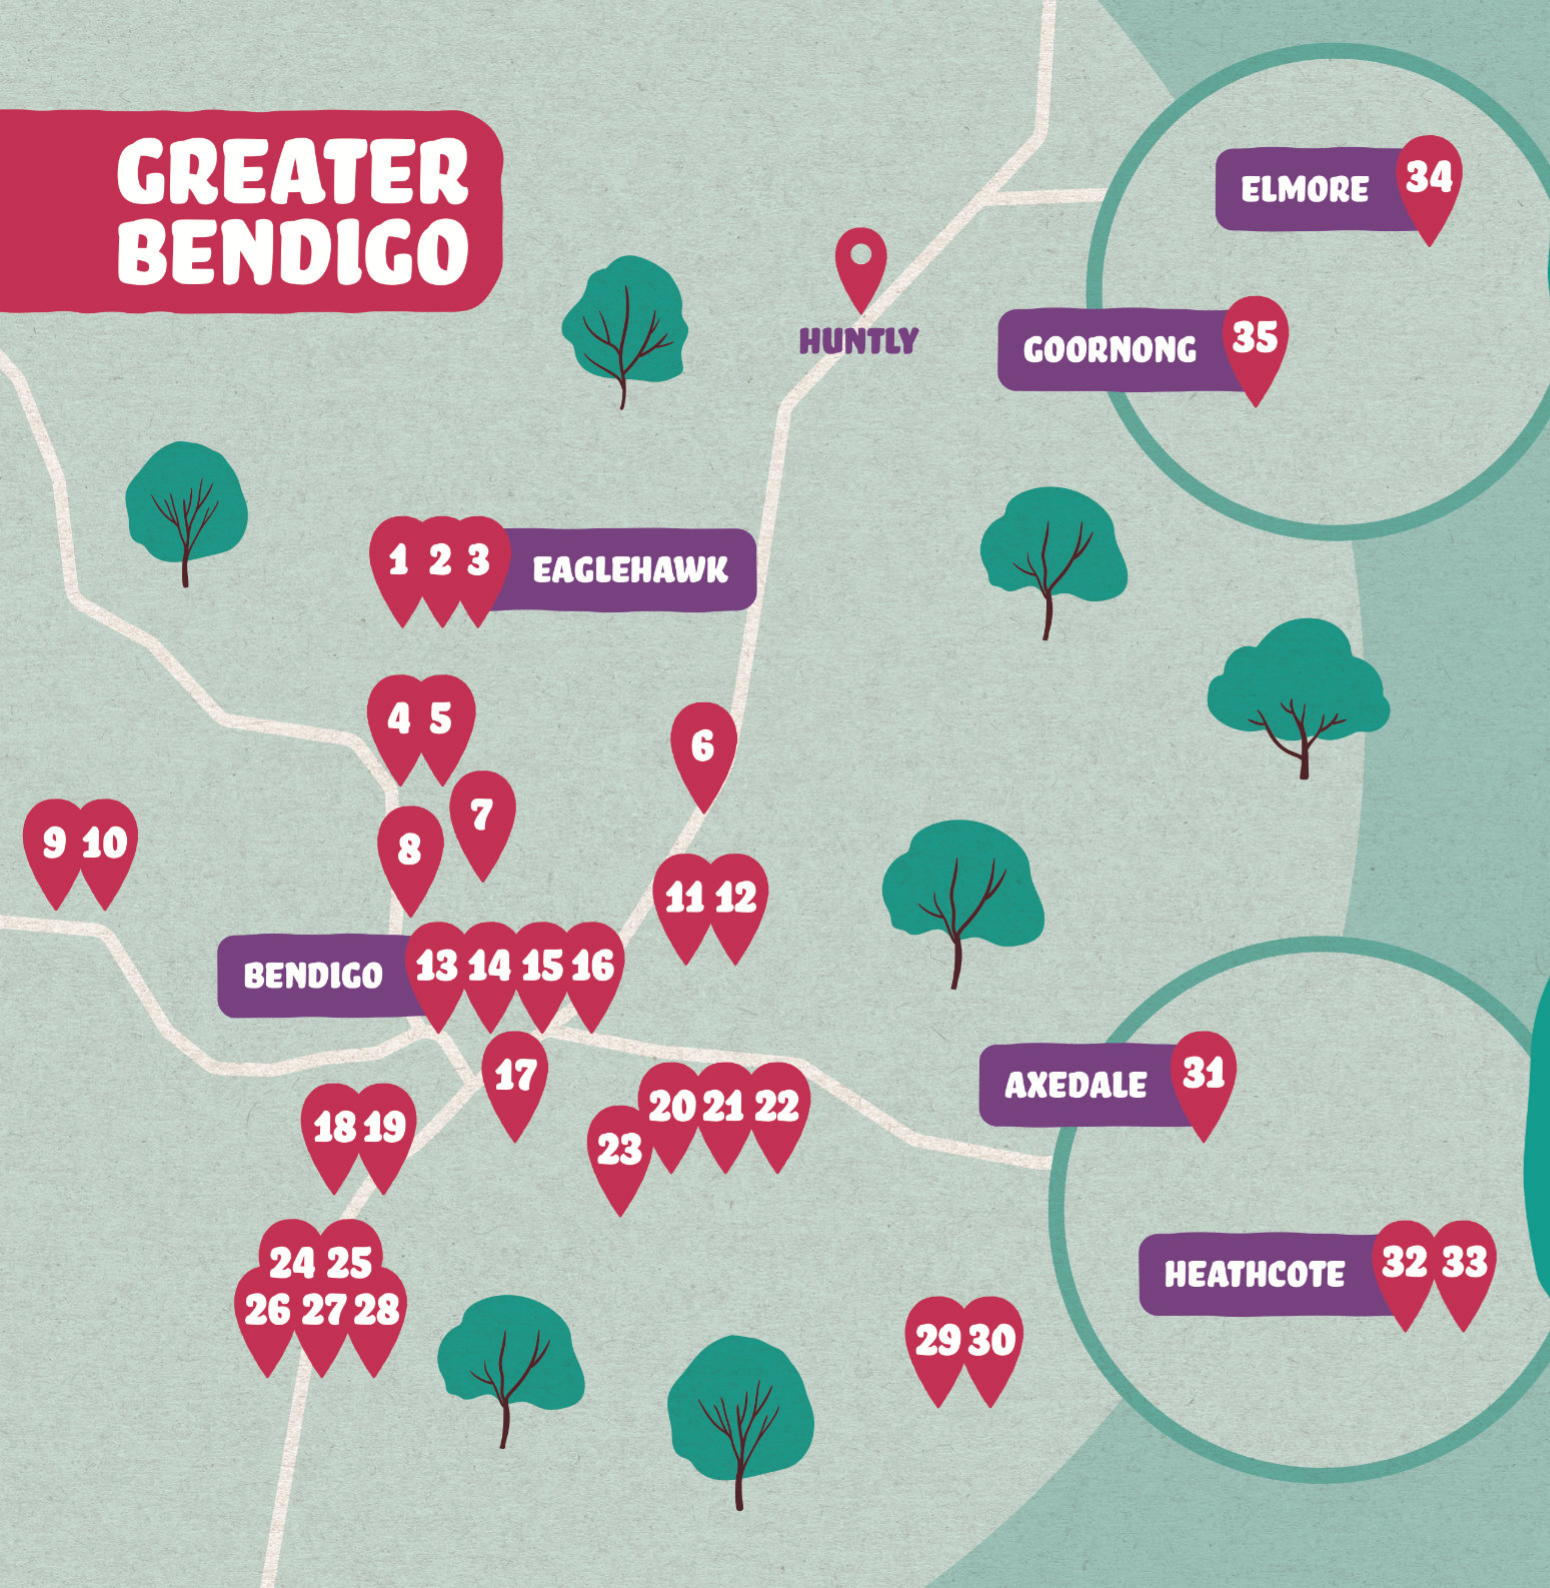 GREATER
BENDIGO
ELMORE 34
HUNTLY
GOORNONG 35
1 2 3 EAGLEHAWK
4 5
6
7
8
9 10
11 12
BENDIGO 13 14 15 16
17
18 19
20 21 22
23
24 25
26 27 28
29 30
AXEDALE 31
HEATHCOTE 32 33